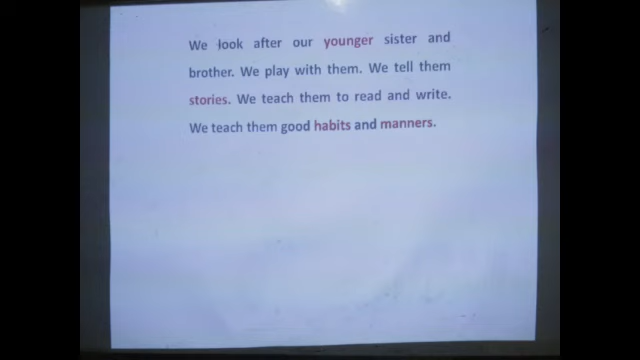 We look after our younger sister and
brother. We play with them. We tell them
stories. We teach them to read and write.
We teach them good habits and manners.